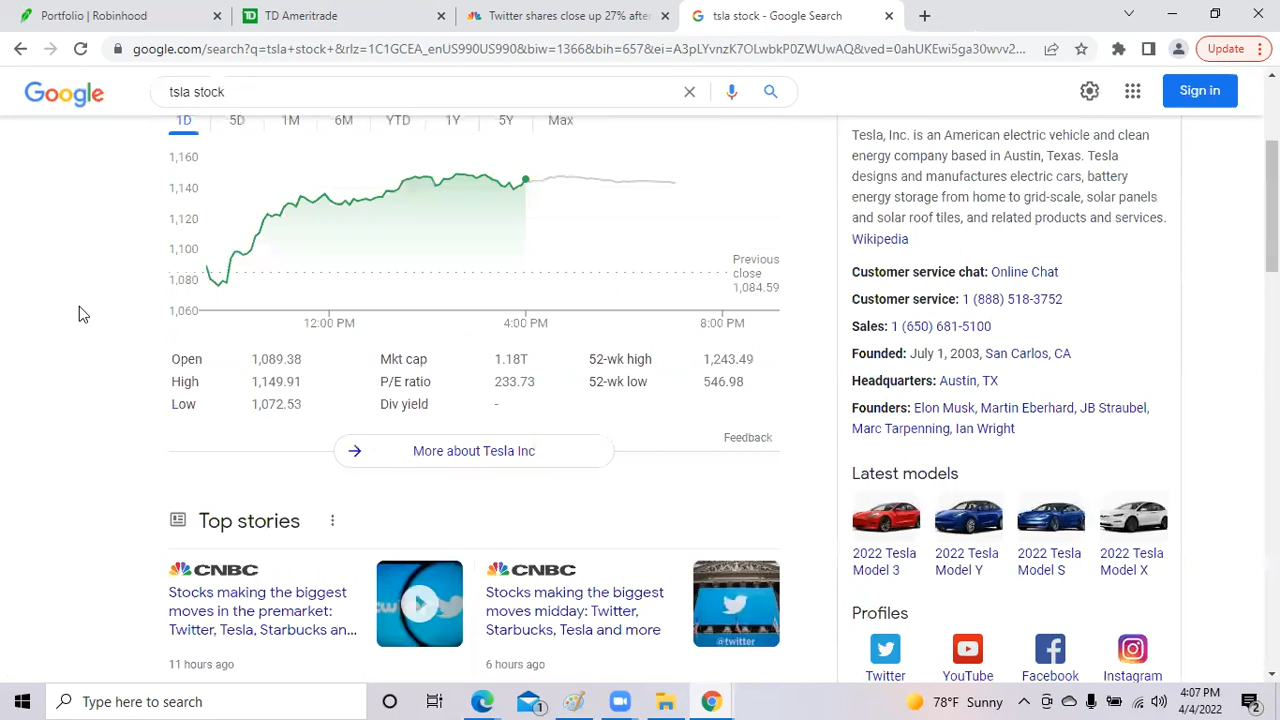 Portfolio | Robinhood
TD Ameritrade
Twitter shares close up 27% after
tsla stock - Google Search
google.com/search?q=tsla+stock+&rlz=1C1GCEA_enUS990US990&biw=1366&bih=657&ei=A3pLYvnzK7OLwbkP0ZWUwAQ&ved=0ahUKEwi5ga30wvv2...
Update
Google
tsla stock
Sign in
1D 5D 1M 6M YTD 1Y 5Y Max
1,160
1,140
1,120
1,100
1,080
1,060
Previous
close
1,084.59
12:00 PM 4:00 PM 8:00 PM
Open 1,089.38 Mkt cap 1.18T 52-wk high 1,243.49
High 1,149.91 P/E ratio 233.73 52-wk low 546.98
Low 1,072.53 Div yield -
Feedback
More about Tesla Inc
Top stories
CNBC
Stocks making the biggest
moves in the premarket:
Twitter, Tesla, Starbucks an...
11 hours ago
CNBC
Stocks making the biggest
moves midday: Twitter,
Starbucks, Tesla and more
6 hours ago
@twitter
Tesla, Inc. is an American electric vehicle and clean
energy company based in Austin, Texas. Tesla
designs and manufactures electric cars, battery
energy storage from home to grid-scale, solar panels
and solar roof tiles, and related products and services.
Wikipedia
Customer service chat: Online Chat
Customer service: 1 (888) 518-3752
Sales: 1 (650) 681-5100
Founded: July 1, 2003, San Carlos, CA
Headquarters: Austin, TX
Founders: Elon Musk, Martin Eberhard, JB Straubel,
Marc Tarpenning, Ian Wright
Latest models
2022 Tesla
Model 3
2022 Tesla
Model Y
2022 Tesla
Model S
2022 Tesla
Model X
Profiles
Twitter YouTube Facebook Instagram
Type here to search
1
78°F Sunny
4:07 PM
4/4/2022
2